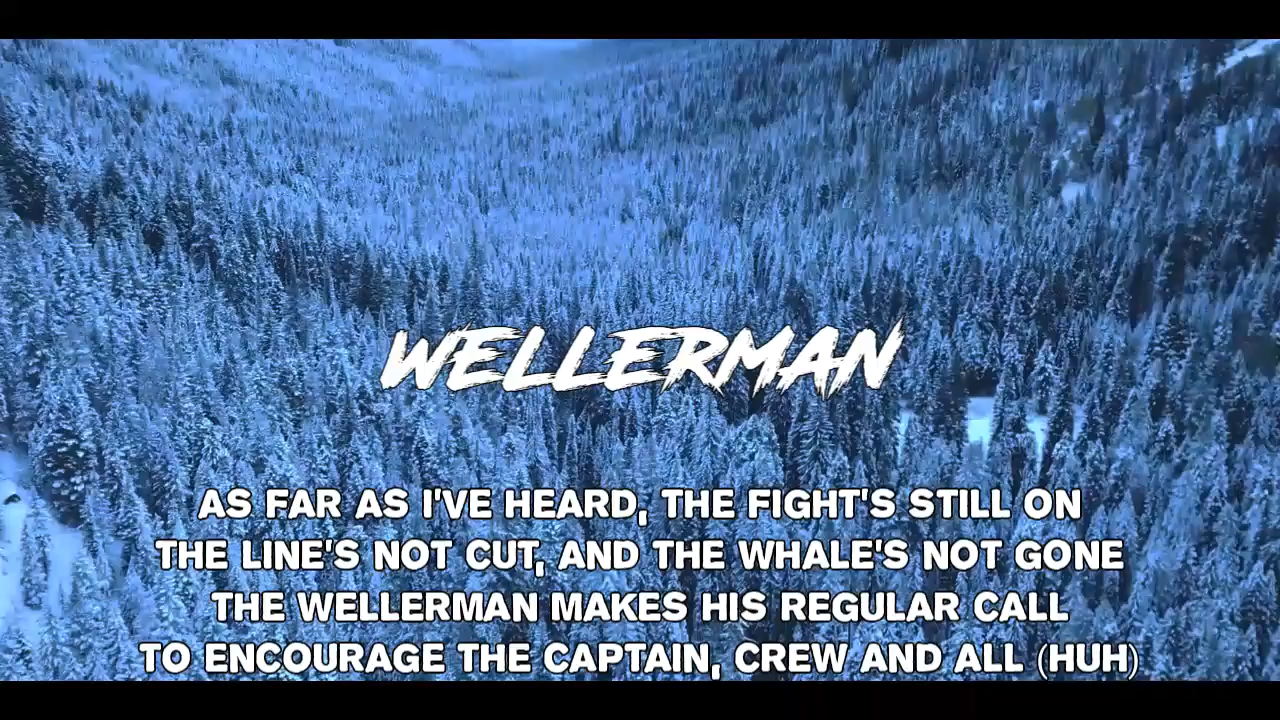 WELLERMAN
AS FAR AS I'VE HEARD, THE FIGHT'S STILL ON
THE LINE'S NOT CUT, AND THE WHALE'S NOT GONE
THE WELLERMAN MAKES HIS REGULAR CALL
TO ENCOURAGE THE CAPTAIN, CREW AND ALL (HUH)